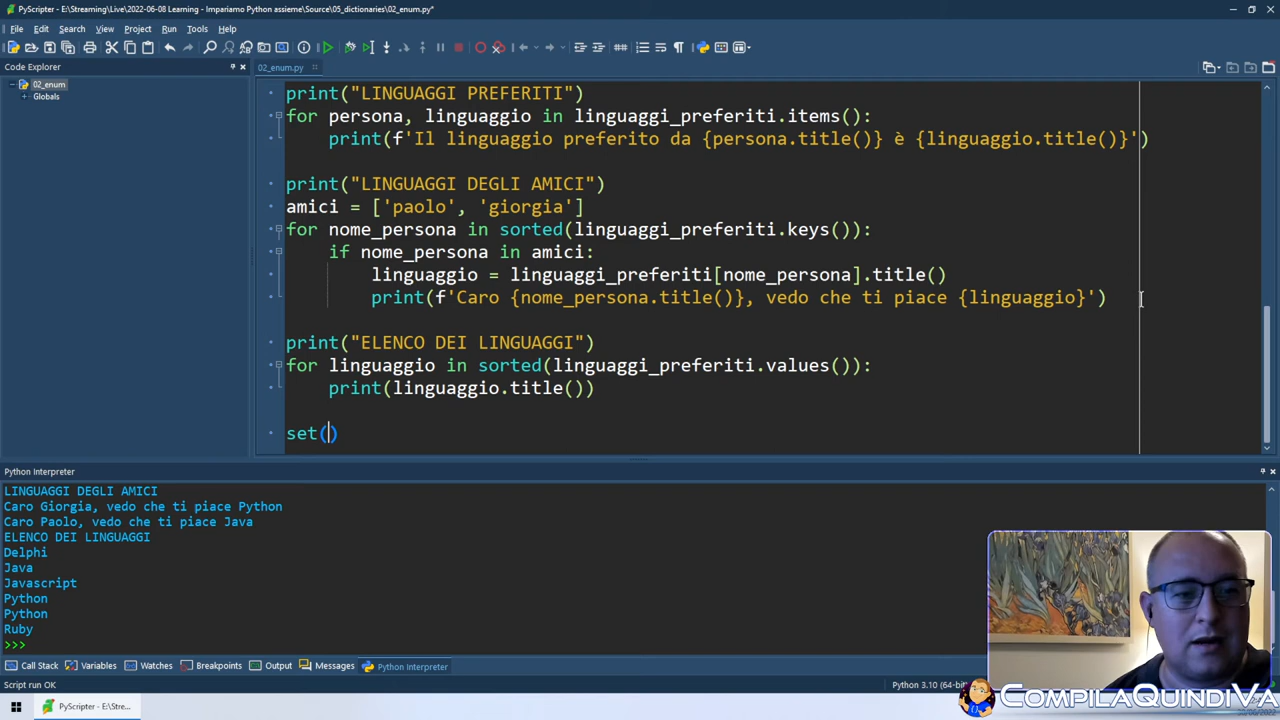 PyScripter - E:\Streaming\Live\2022-06-08 Learning - Impariamo Python assieme\Source\05_dictionaries\02_enum.py*
File Edit Search View Project Run Tools Help
Code Explorer
02_enum.py
02_enum
Globals
print("LINGUAGGI PREFERITI")
for persona, linguaggio in linguaggi_preferiti.items():
print(f'Il linguaggio preferito da {persona.title()} è {linguaggio.title()}')
print("LINGUAGGI DEGLI AMICI")
amici = ['paolo', 'giorgia']
for nome_persona in sorted(linguaggi_preferiti.keys()):
if nome_persona in amici:
linguaggio = linguaggi_preferiti[nome_persona].title()
print(f'Caro {nome_persona.title()}, vedo che ti piace {linguaggio}')
print("ELENCO DEI LINGUAGGI")
for linguaggio in sorted(linguaggi_preferiti.values()):
print(linguaggio.title())
set()
Python Interpreter
LINGUAGGI DEGLI AMICI
Caro Giorgia, vedo che ti piace Python
Caro Paolo, vedo che ti piace Java
ELENCO DEI LINGUAGGI
Delphi
Java
Javascript
Python
Python
Ruby
>>>
Call Stack Variables Watches Breakpoints Output Messages Python Interpreter
Script run OK
Python 3.10 (64-bit)
PyScripter - E:\Stre...
COMPILAQUINDIVA